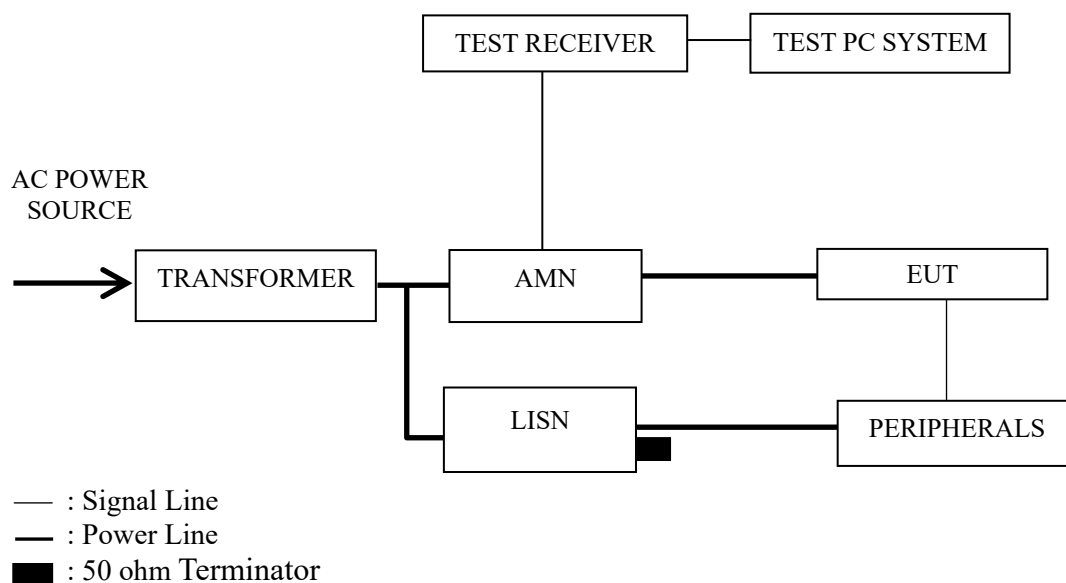 TEST RECEIVER
TEST PC SYSTEM
AC POWER
SOURCE
TRANSFORMER
AMN
EUT
LISN
PERIPHERALS
: Signal Line
: Power Line
: 50 ohm Terminator